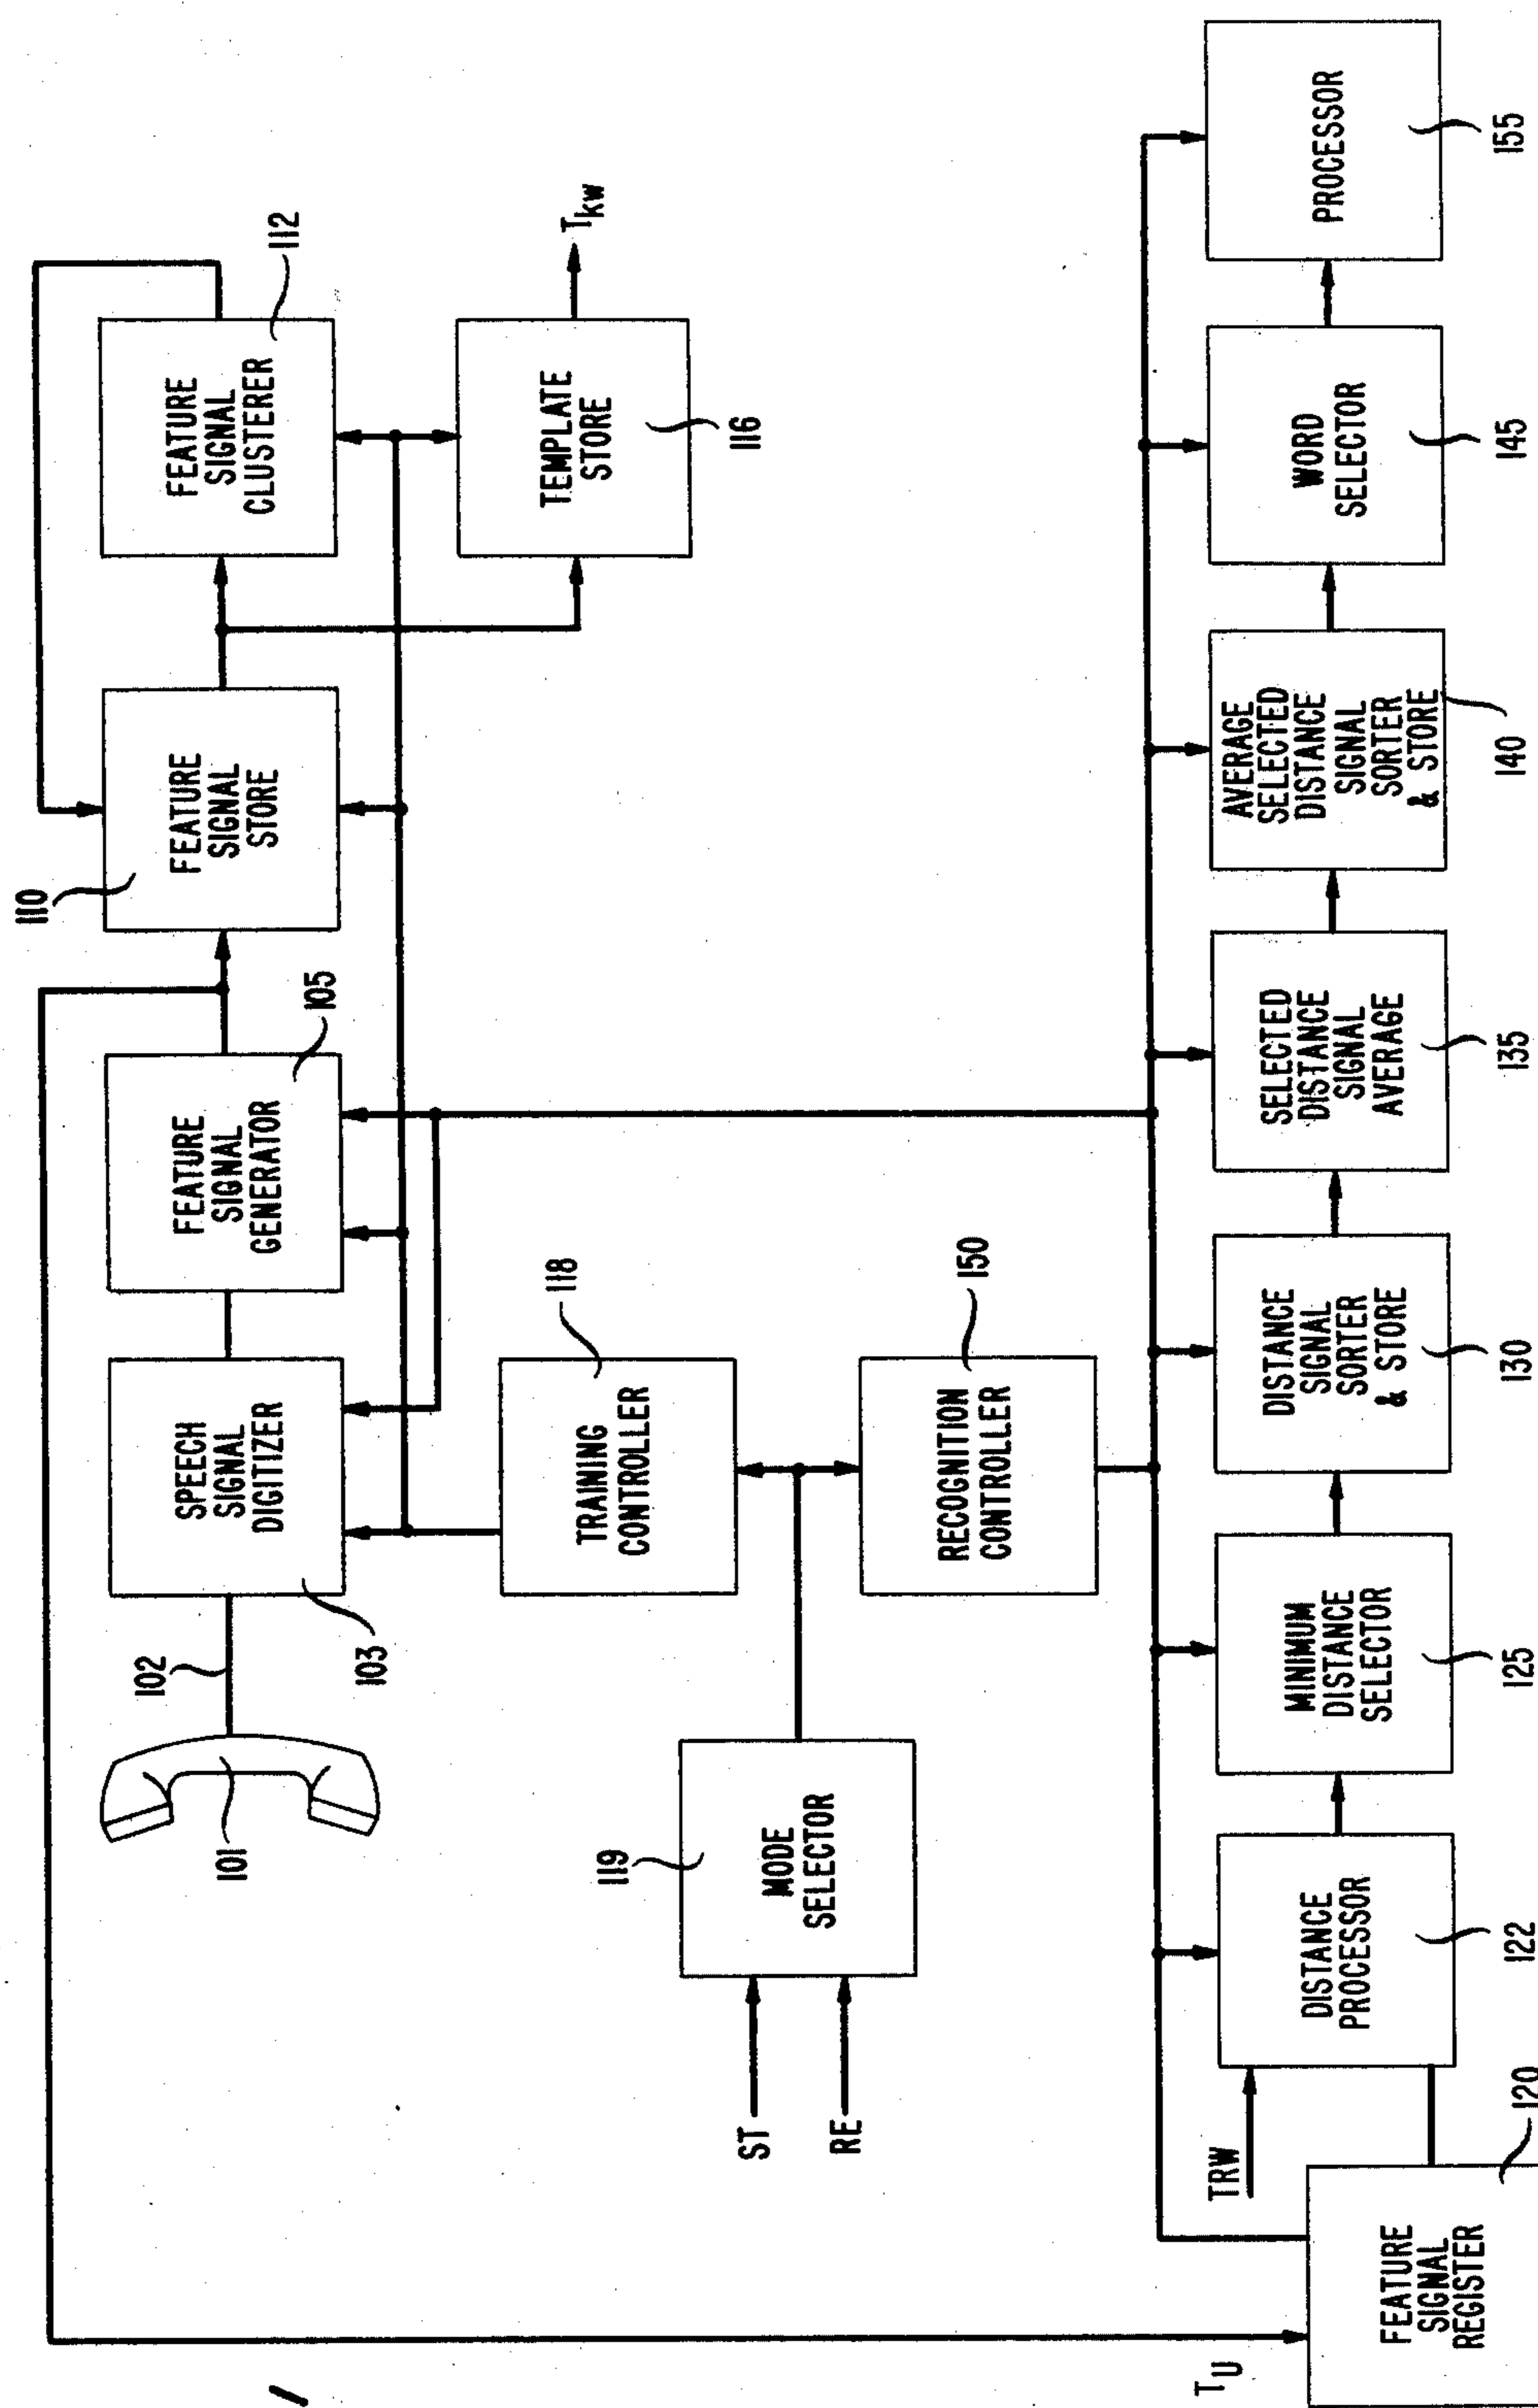 110
FEATURE
SIGNAL
STORE
FEATURE
SIGNAL
CLUSTERER
112
105
FEATURE
SIGNAL
GENERATOR
SPEECH
SIGNAL
DIGITIZER
102
103
101
TEMPLATE
STORE
116
Tkw
118
TRAINING
CONTROLLER
119
MODE
SELECTOR
ST
RE
150
RECOGNITION
CONTROLLER
TU
FEATURE
SIGNAL
REGISTER
120
TRW
DISTANCE
PROCESSOR
122
MINIMUM
DISTANCE
SELECTOR
125
DISTANCE
SIGNAL
SORTER
& STORE
130
SELECTED
DISTANCE
SIGNAL
AVERAGE
135
AVERAGE
SELECTED
DISTANCE
SIGNAL
SORTER
& STORE
140
WORD
SELECTOR
145
PROCESSOR
155